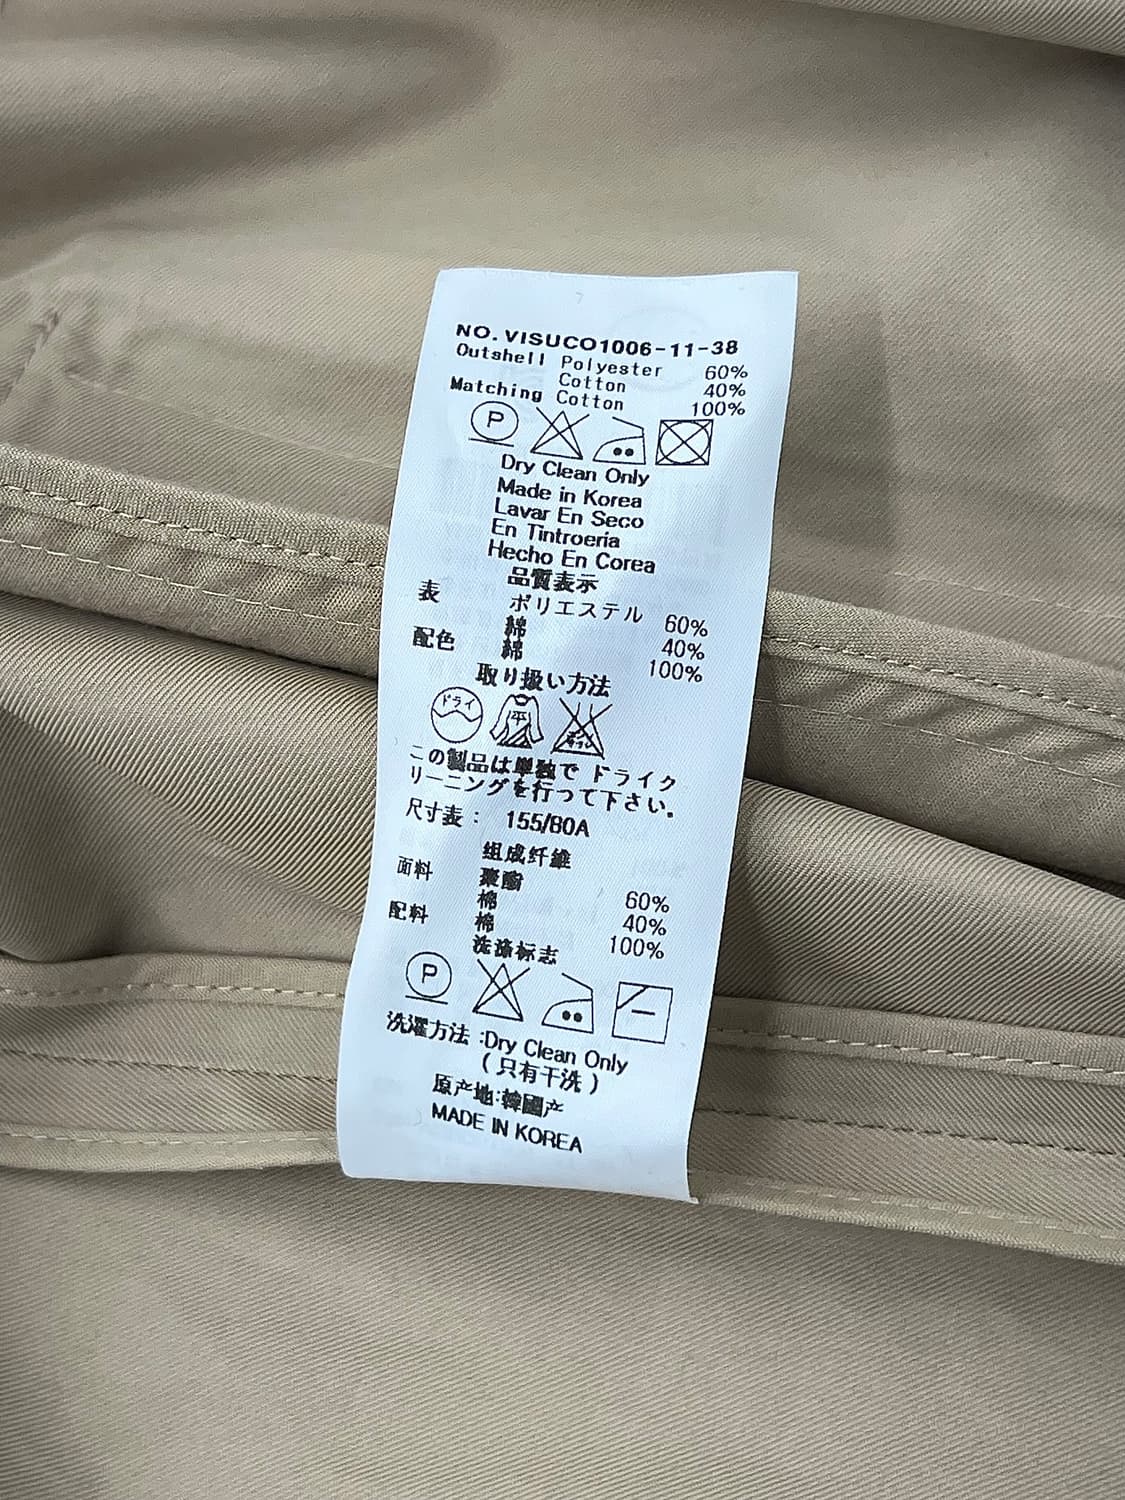 NO. VISUCO1006-11-38
Outshell Polyester 60%
Cotton 40%
Matching Cotton 100%
P
Dry Clean Only
Made in Korea
Lavar En Seco
En Tintroeria
Hecho En Corea
品質表示
表 ポリエステル 60%
綿 40%
配色 綿 100%
取り扱い方法
ドライ 平
この製品は単独で ドライク
リーニングを行って下さい。
尺寸表: 155/80A
组成纤维
面料 聚酯 60%
棉 40%
配料 棉 100%
洗涤标志
P
洗濯方法:Dry Clean Only
(只有干洗)
原产地:韓國产
MADE IN KOREA